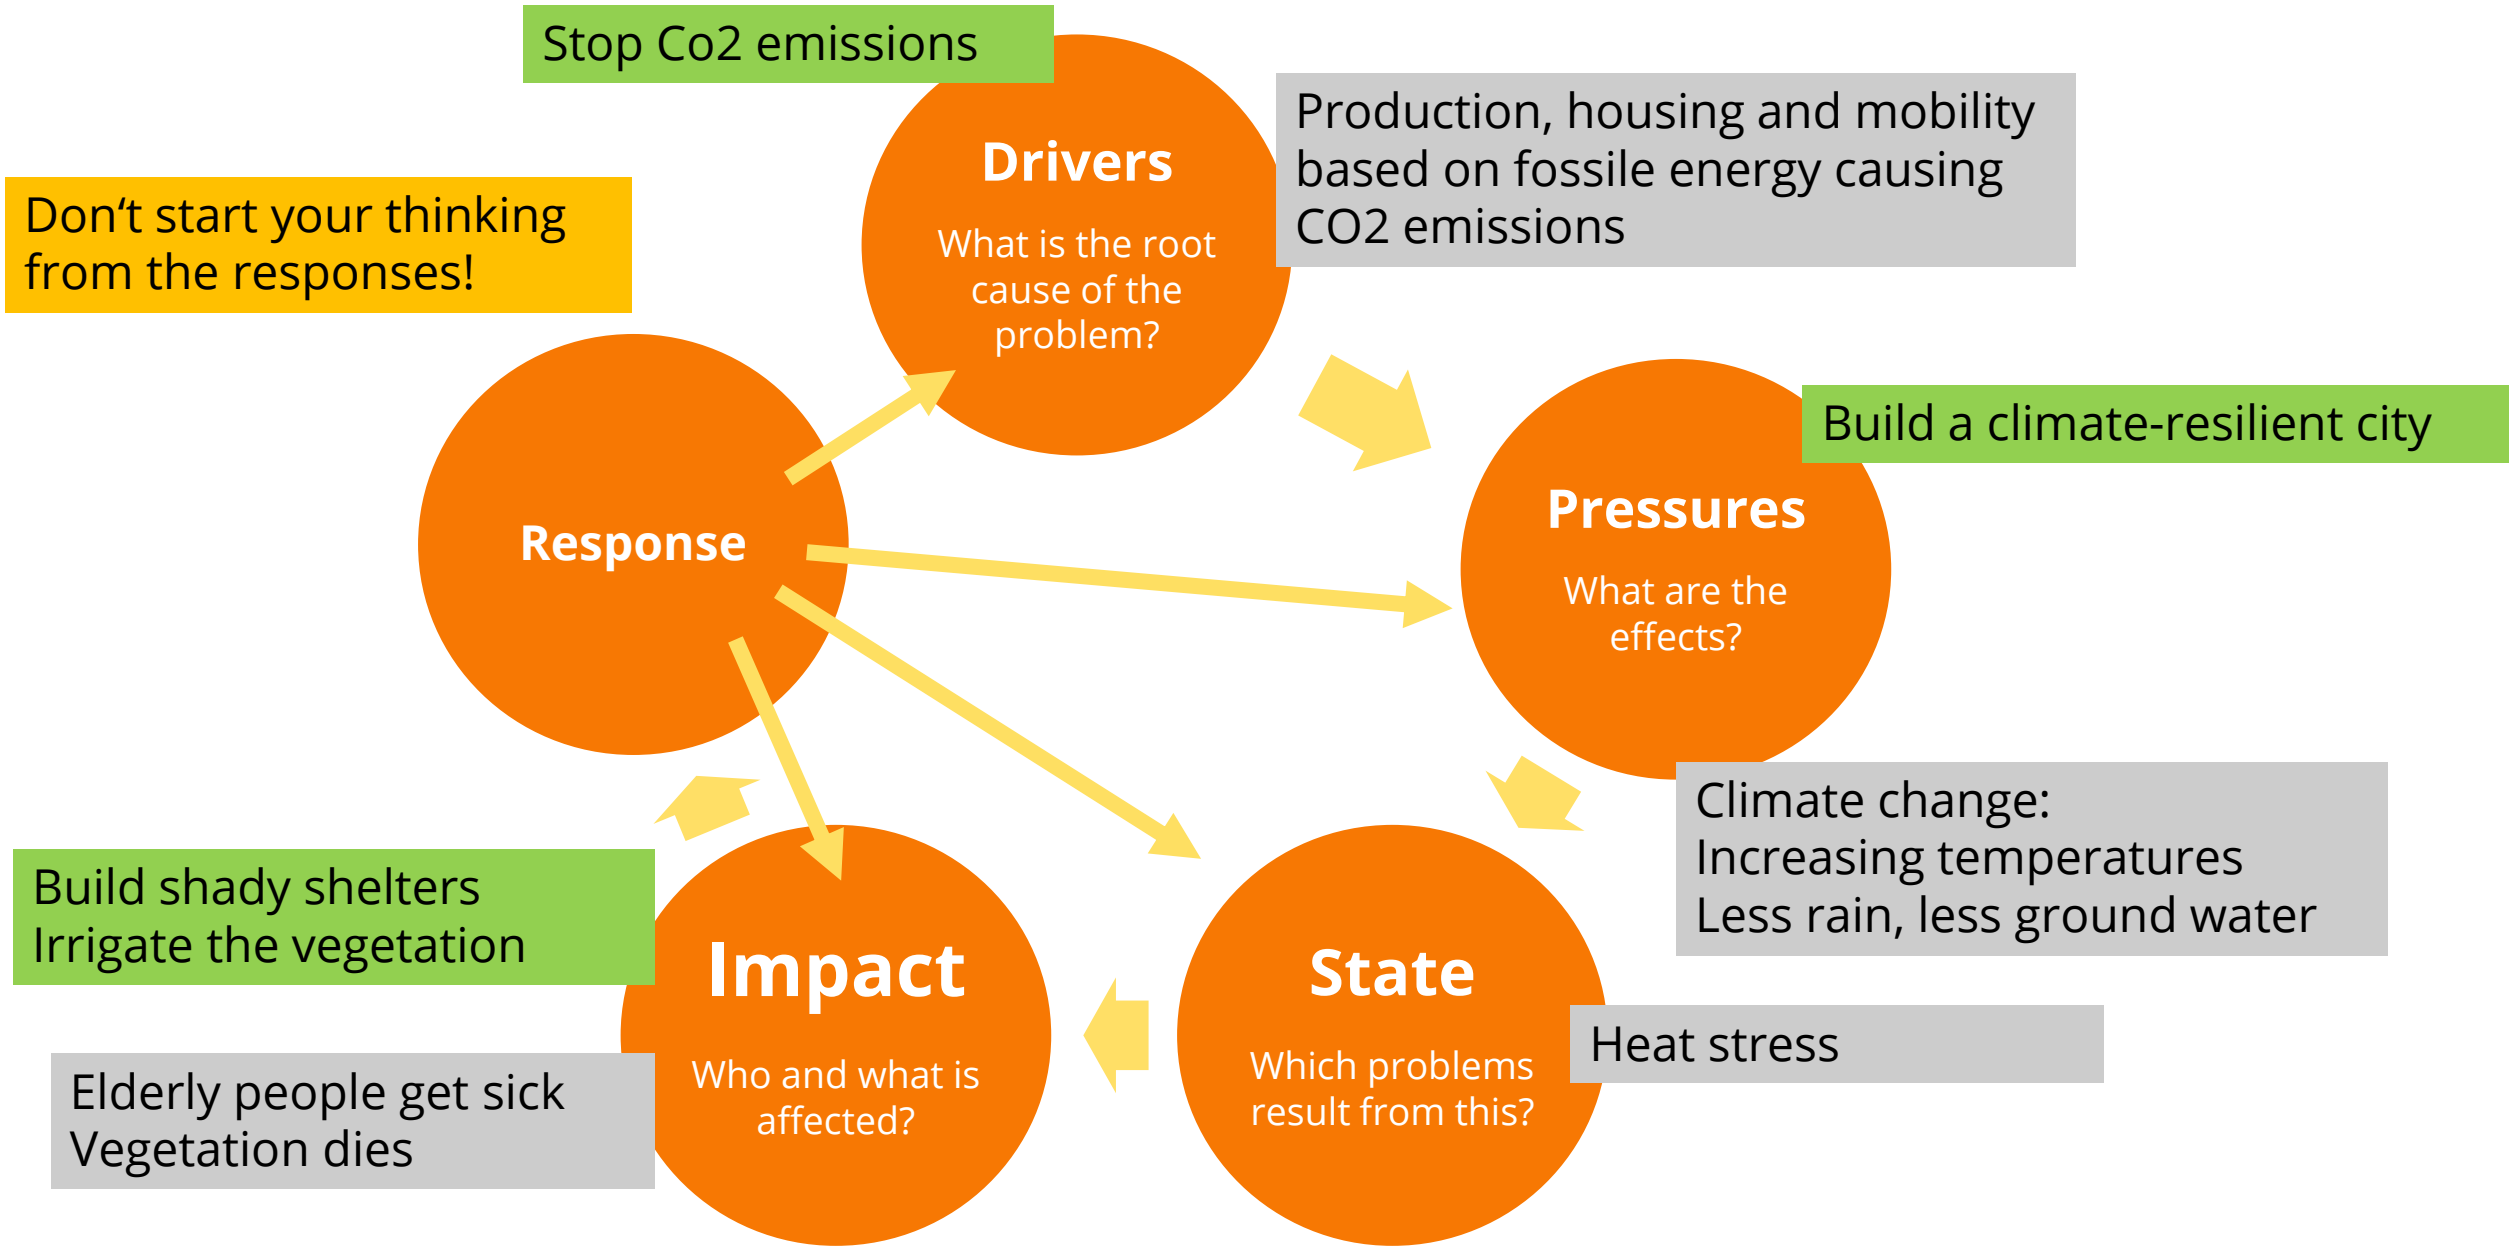 Stop Co2 emissions
Drivers
What is the root
cause of the
problem?
Production, housing and mobility
based on fossile energy causing
CO2 emissions
Don‘t start your thinking
from the responses!
Response
Build a climate-resilient city
Pressures
What are the
effects?
Climate change:
Increasing temperatures
Less rain, less ground water
State
Which problems
result from this?
Heat stress
Build shady shelters
Irrigate the vegetation
Impact
Who and what is
affected?
Elderly people get sick
Vegetation dies